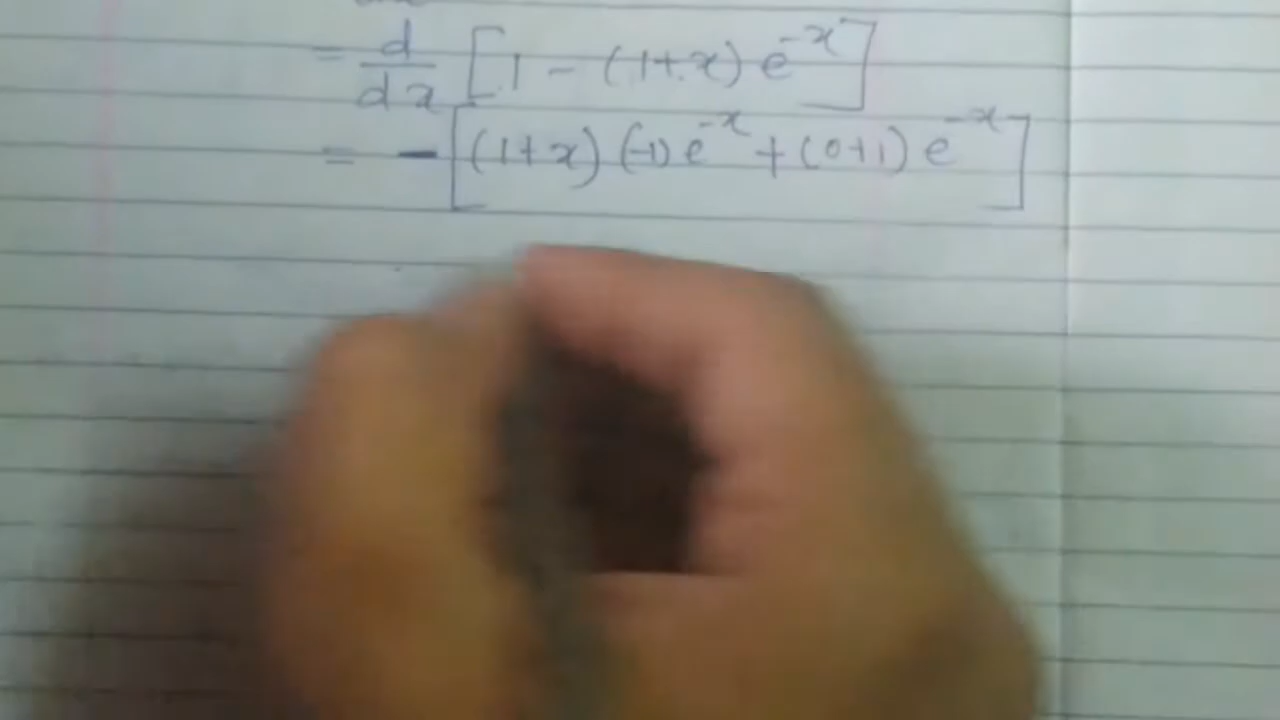 = d/dx [1 - (1+x) e^-x]
= - [(1+x) (-1) e^-x + (0+1) e^-x]